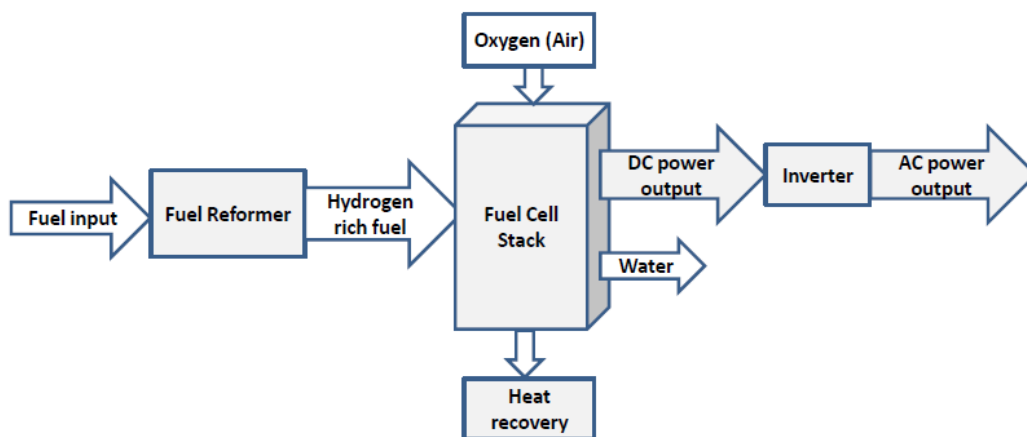 Oxygen (Air)
Fuel input
Fuel Reformer
Hydrogen
rich fuel
Fuel Cell
Stack
DC power
output
Inverter
AC power
output
Water
Heat
recovery